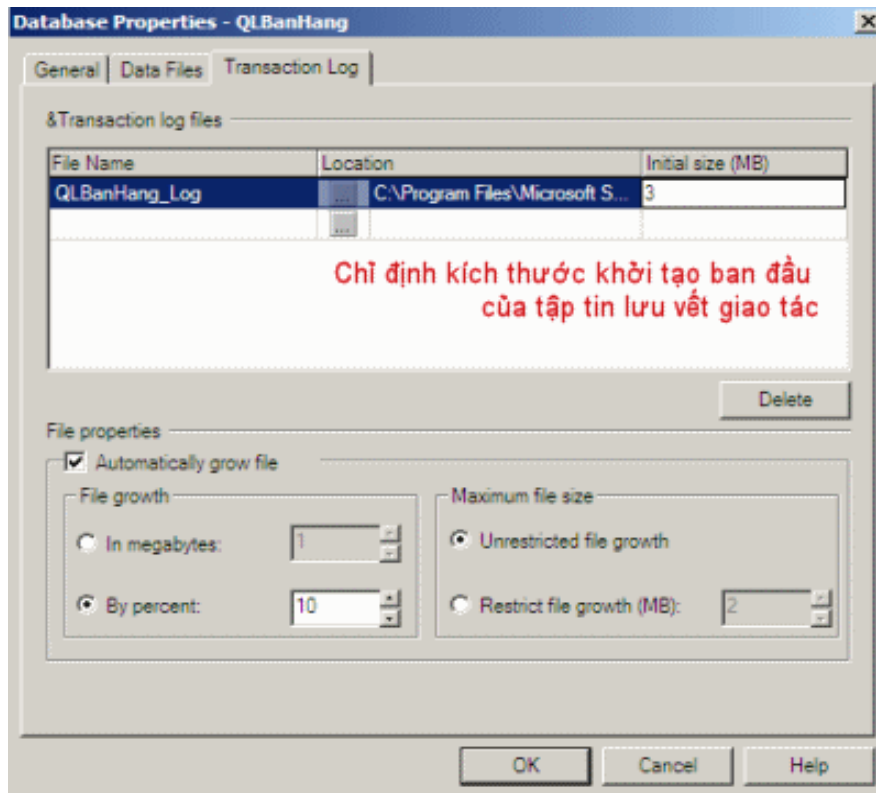 Database Properties - QLBanHang
General Data Files Transaction Log
&Transaction log files
File Name Location Initial size (MB)
QLBanHang_Log ... C:\Program Files\Microsoft S... 3
...
Chỉ định kích thước khởi tạo ban đầu
của tập tin lưu vết giao tác
Delete
File properties
Automatically grow file
File growth Maximum file size
In megabytes: 1 Unrestricted file growth
By percent: 10 Restrict file growth (MB): 2
OK Cancel Help